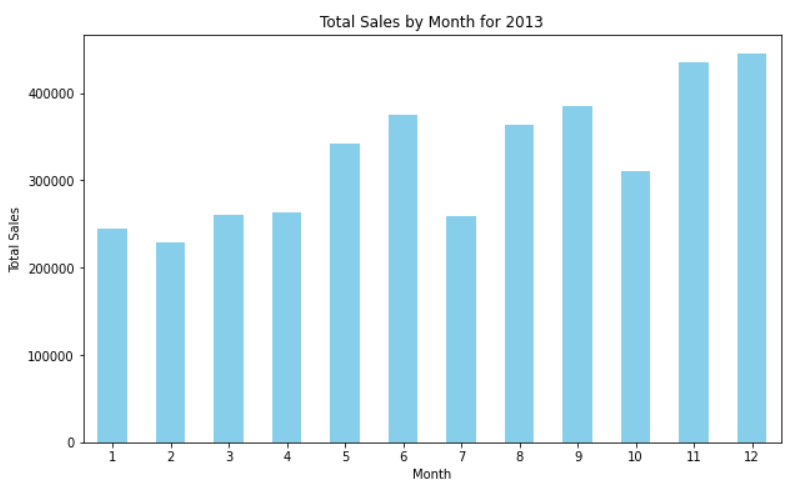 Total Sales by Month for 2013
400000
300000
200000
100000
0
Total Sales
1 2 3 4 5 6 7 8 9 10 11 12
Month